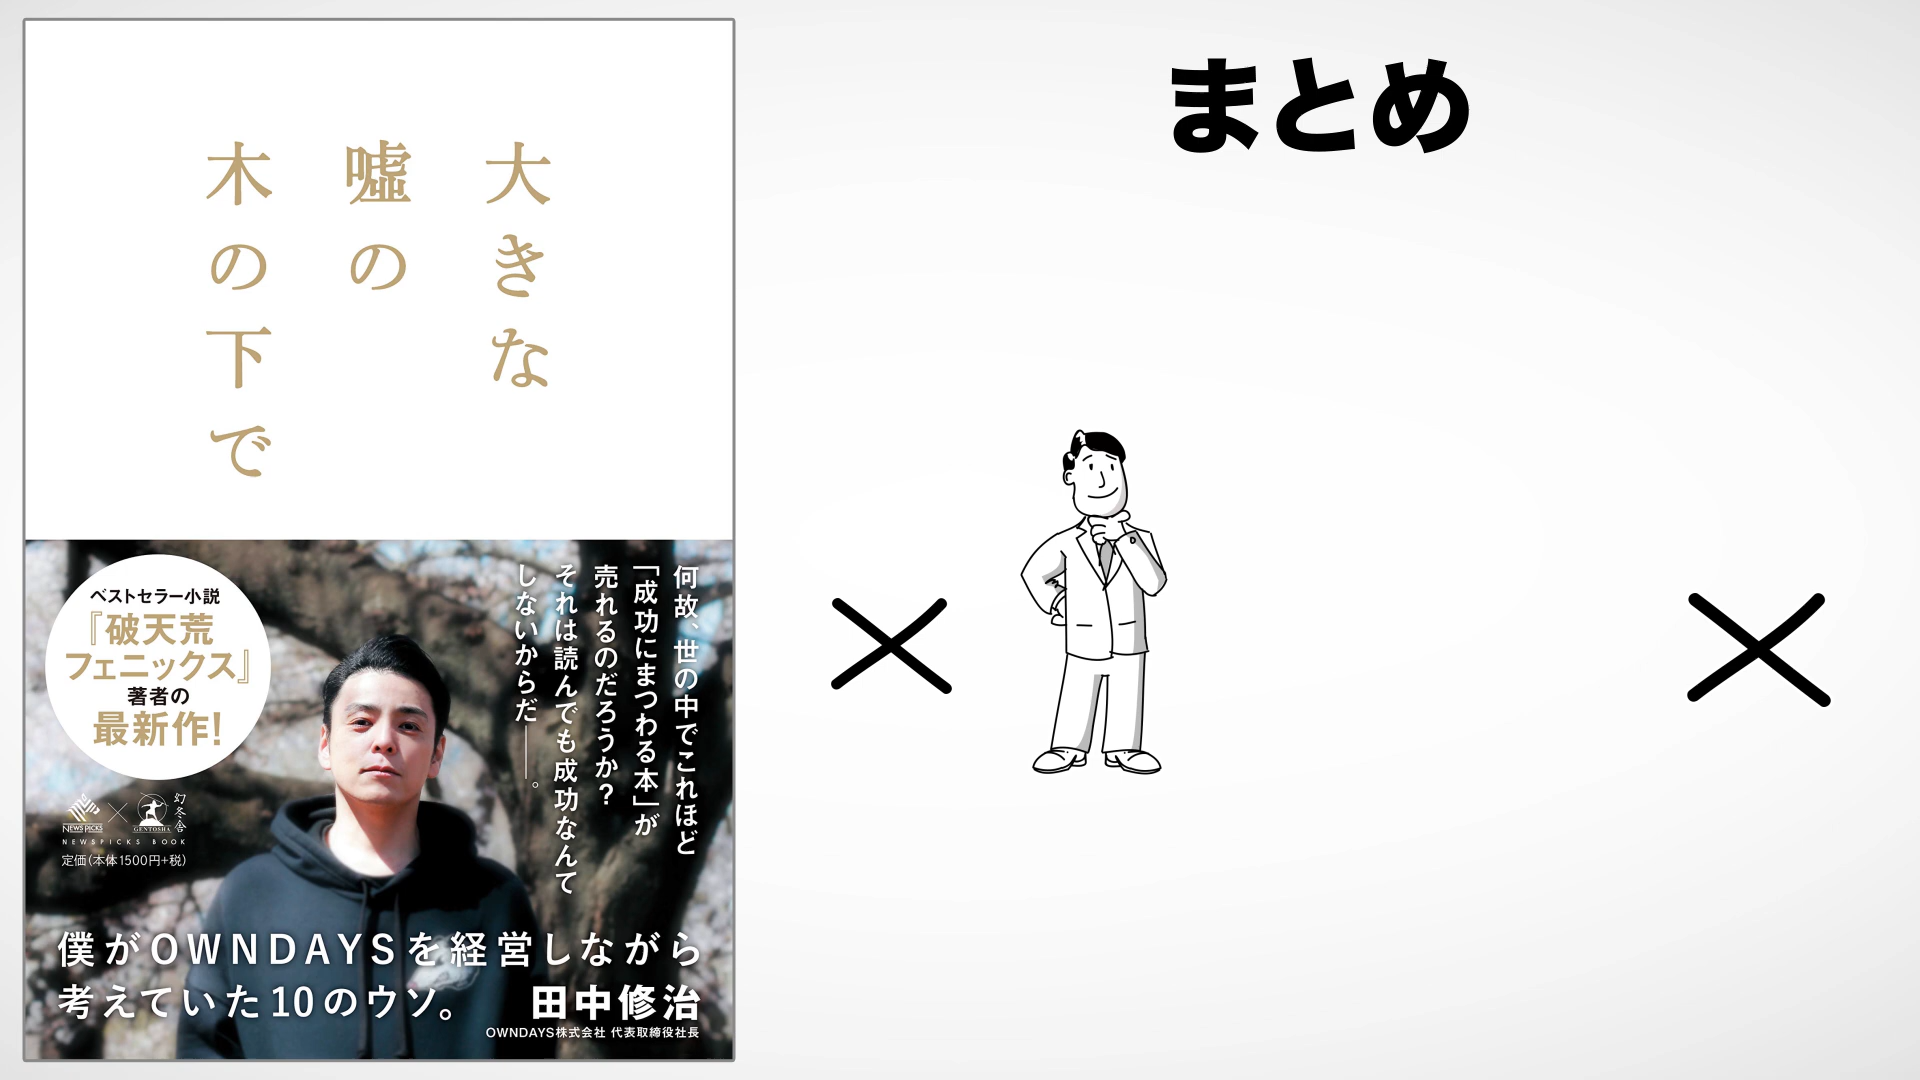 大きな
嘘の
木の下で
ベストセラー小説
『破天荒
フェニックス』
著者の
最新作!
何故、世の中でこれほど
「成功にまつわる本」が
売れるのだろうか?
それは読んでも成功なんて
しないからだ――。
NEWS PICKS
GENTOSHA
幻冬舎
NEWSPICKS BOOK
定価(本体1500円+税)
僕がOWNDAYSを経営しながら
考えていた10のウソ。
田中修治
OWNDAYS株式会社 代表取締役社長
まとめ